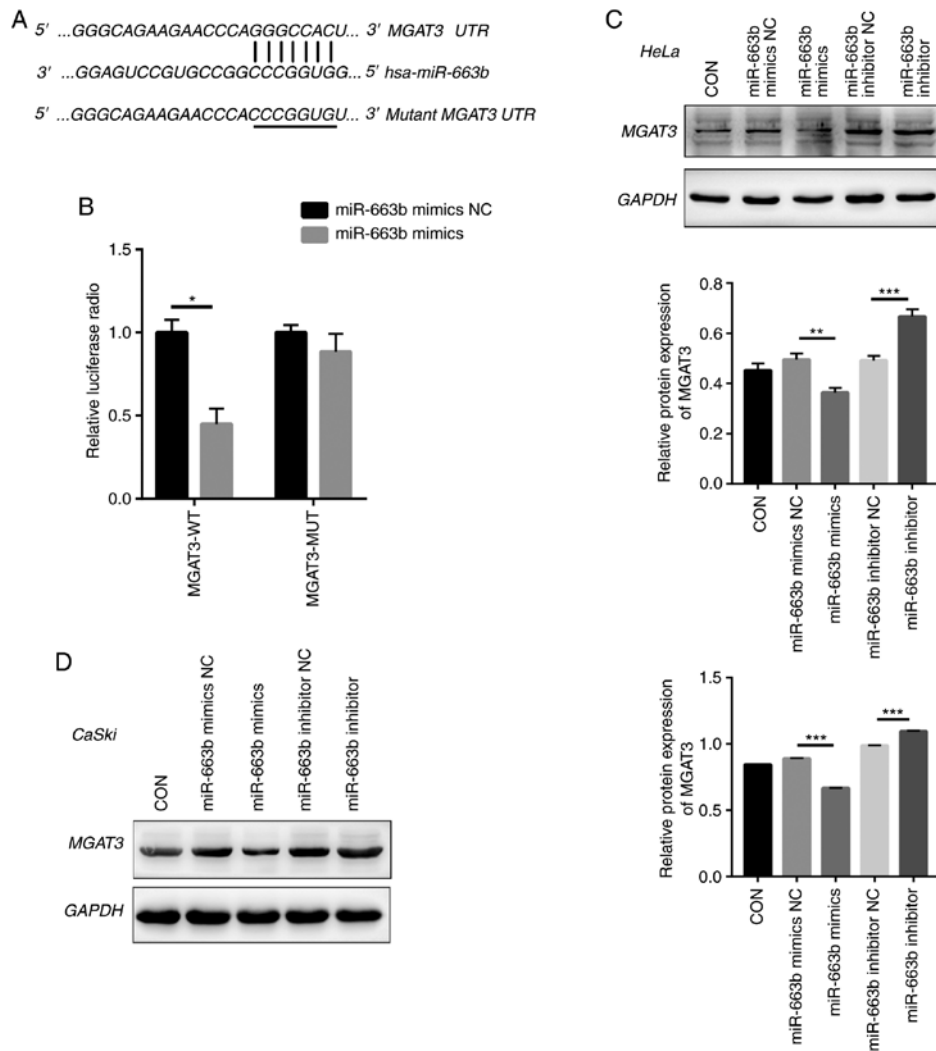 A
5' ...GGGCAGAAGAACCCAGGGCCACU... 3' MGAT3 UTR
3' ...GGAGUCCGUGCCGGCCCGGUGG... 5' hsa-miR-663b
5' ...GGGCAGAAGAACCCACCCGGUGU... 3' Mutant MGAT3 UTR
B
miR-663b mimics NC
miR-663b mimics
Relative luciferase radio
1.5
1.0
0.5
0.0
*
MGAT3-WT
MGAT3-MUT
C
HeLa
CON
miR-663b
mimics NC
miR-663b
mimics
miR-663b
inhibitor NC
miR-663b
inhibitor
MGAT3
GAPDH
Relative protein expression
of MGAT3
0.8
0.6
0.4
0.2
0.0
**
***
CON
miR-663b mimics NC
miR-663b mimics
miR-663b inhibitor NC
miR-663b inhibitor
D
CaSki
CON
miR-663b mimics NC
miR-663b mimics
miR-663b inhibitor NC
miR-663b inhibitor
MGAT3
GAPDH
Relative protein expression
of MGAT3
1.5
1.0
0.5
0.0
***
***
CON
miR-663b mimics NC
miR-663b mimics
miR-663b inhibitor NC
miR-663b inhibitor